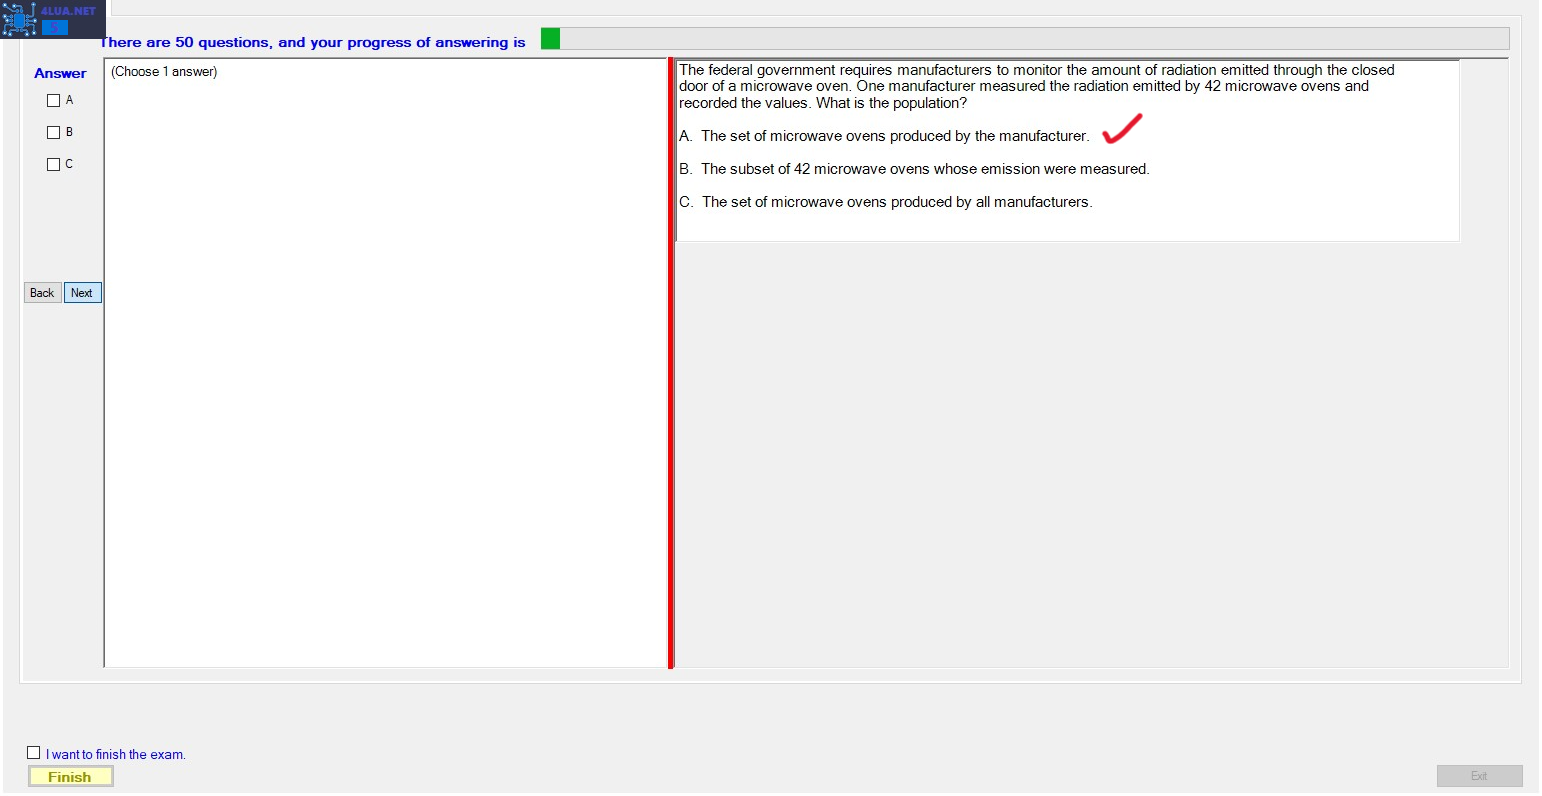 4LUA.NET
5
There are 50 questions, and your progress of answering is
Answer
A
B
C
Back Next
(Choose 1 answer)
The federal government requires manufacturers to monitor the amount of radiation emitted through the closed
door of a microwave oven. One manufacturer measured the radiation emitted by 42 microwave ovens and
recorded the values. What is the population?
A. The set of microwave ovens produced by the manufacturer.
B. The subset of 42 microwave ovens whose emission were measured.
C. The set of microwave ovens produced by all manufacturers.
I want to finish the exam.
Finish
Exit